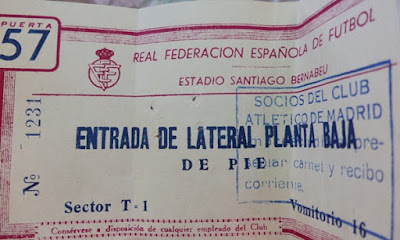 PUERTA
57
REAL FEDERACION ESPAÑOLA DE FUTBOL
ESTADIO SANTIAGO BERNABEU
SOCIOS DEL CLUB
ATLETICO DE MADRID
pre-
sentar carnet y recibo
corriente.
Nº 1231
ENTRADA DE LATERAL PLANTA BAJA
DE PIE
Sector T-1
Vomitorio 16
Consérvese a disposición de cualquier empleado del Club